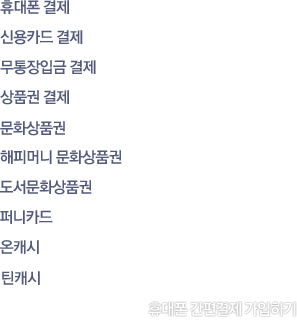 휴대폰 결제
신용카드 결제
무통장입금 결제
상품권 결제
문화상품권
해피머니 문화상품권
도서문화상품권
퍼니카드
온캐시
틴캐시
휴대폰 간편결제 가입하기